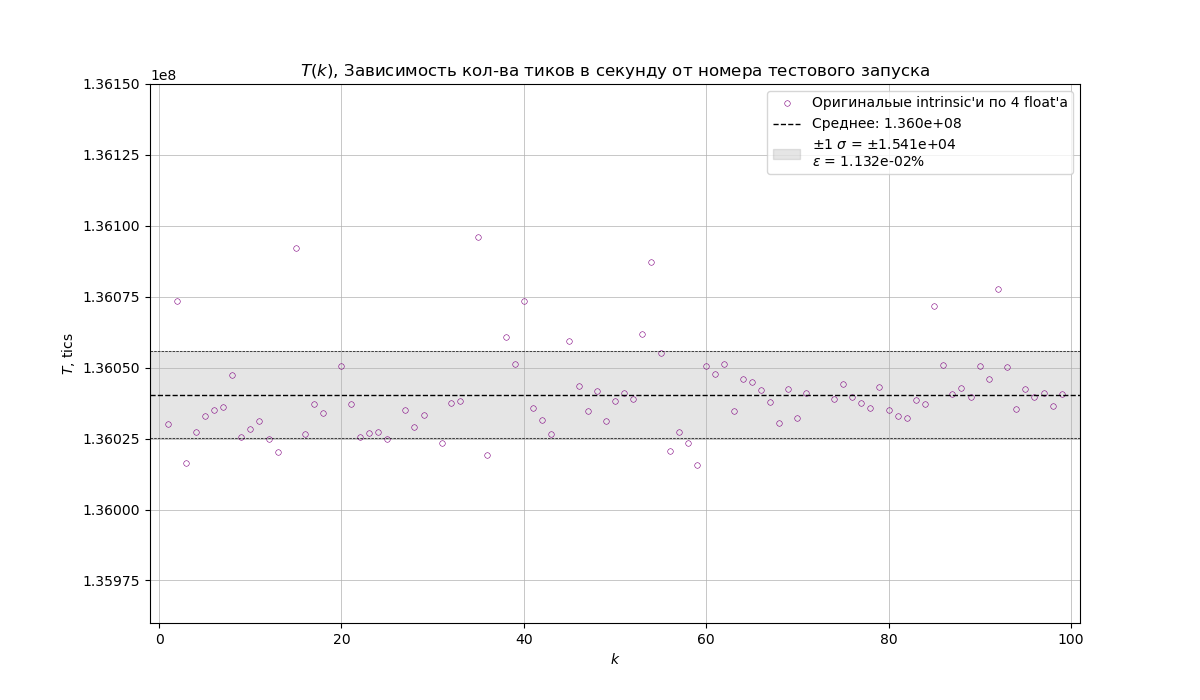 T(k), Зависимость кол-ва тиков в секунду от номера тестового запуска
1e8
1.36150
1.36125
1.36100
1.36075
1.36050
1.36025
1.36000
1.35975
T, tics
0 20 40 60 80 100
k
Оригинальые intrinsic'и по 4 float'а
Среднее: 1.360e+08
±1 σ = ±1.541e+04
ε = 1.132e-02%